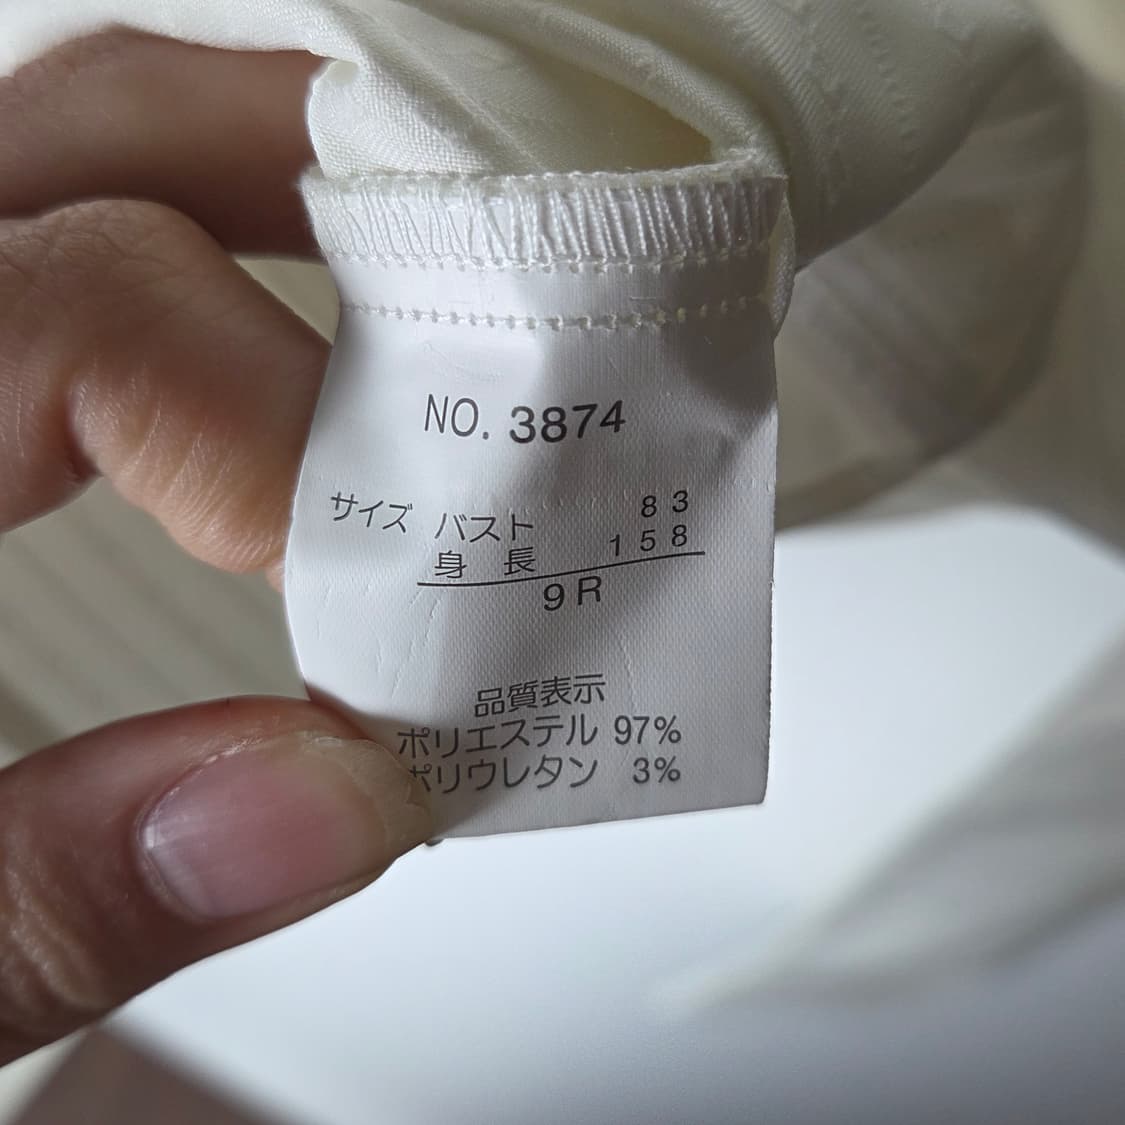 NO. 3874
サイズ バスト 83
身 長 158
9R
品質表示
ポリエステル 97%
ポリウレタン 3%